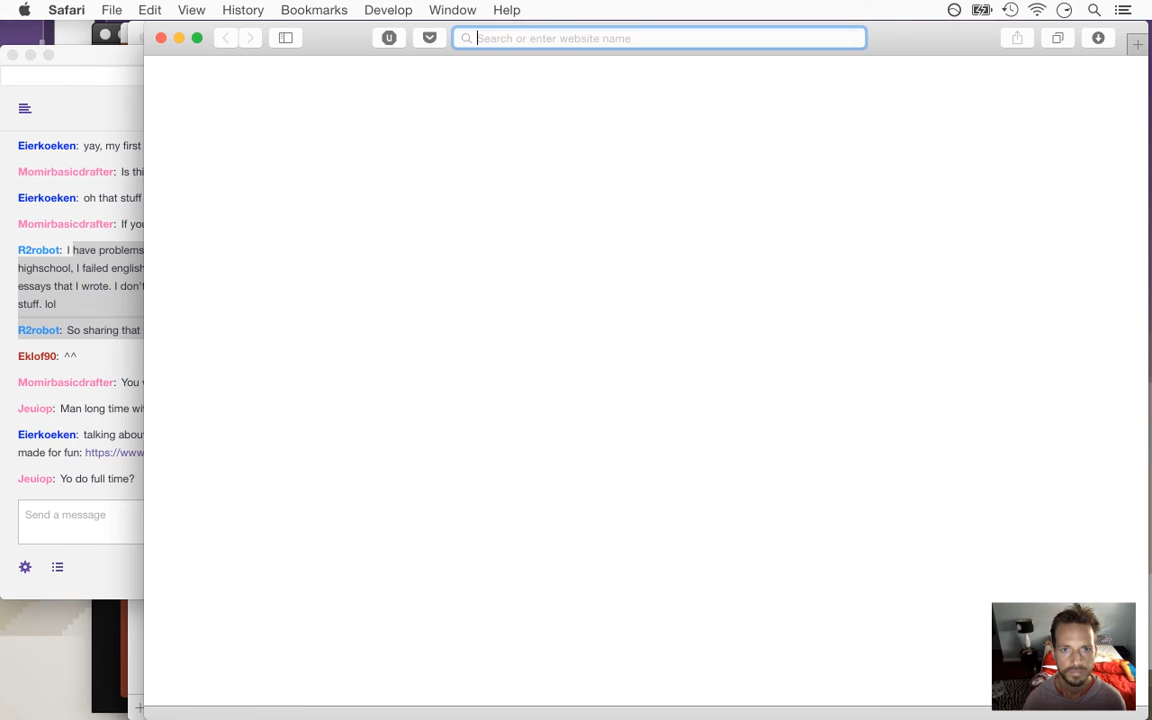 Safari File Edit View History Bookmarks Develop Window Help
U Search or enter website name
Eierkoeken: yay, my first
Momirbasicdrafter: Is thi
Eierkoeken: oh that stuff
Momirbasicdrafter: If you
R2robot: I have problems
highschool, I failed english
essays that I wrote. I don't
stuff. lol
R2robot: So sharing that
Eklof90: ^^
Momirbasicdrafter: You
Jeuiop: Man long time wi
Eierkoeken: talking about
made for fun: https://www
Jeuiop: Yo do full time?
Send a message